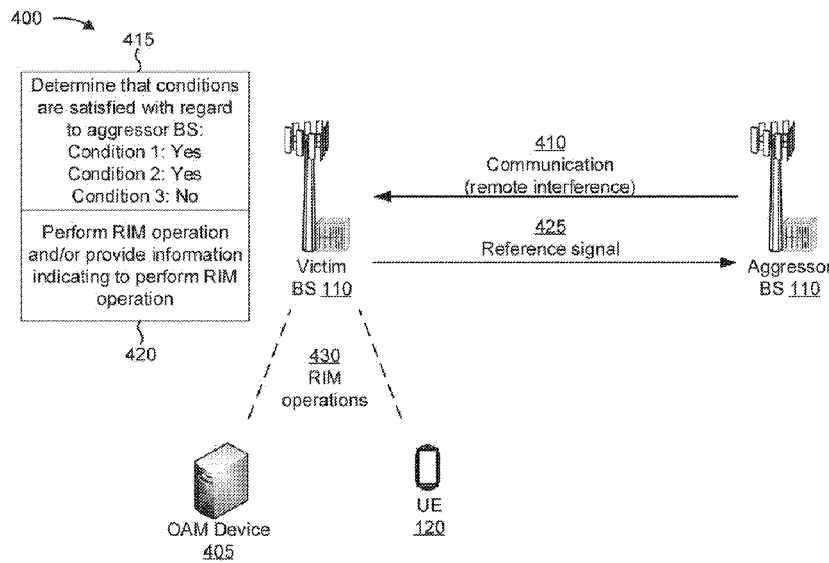 400
415
Determine that conditions
are satisfied with regard
to aggressor BS:
Condition 1: Yes
Condition 2: Yes
Condition 3: No
Perform RIM operation
and/or provide information
indicating to perform RIM
operation
420
410
Communication
(remote interference)
425
Reference signal
Victim
BS 110
Aggressor
BS 110
430
RIM
operations
OAM Device
405
UE
120